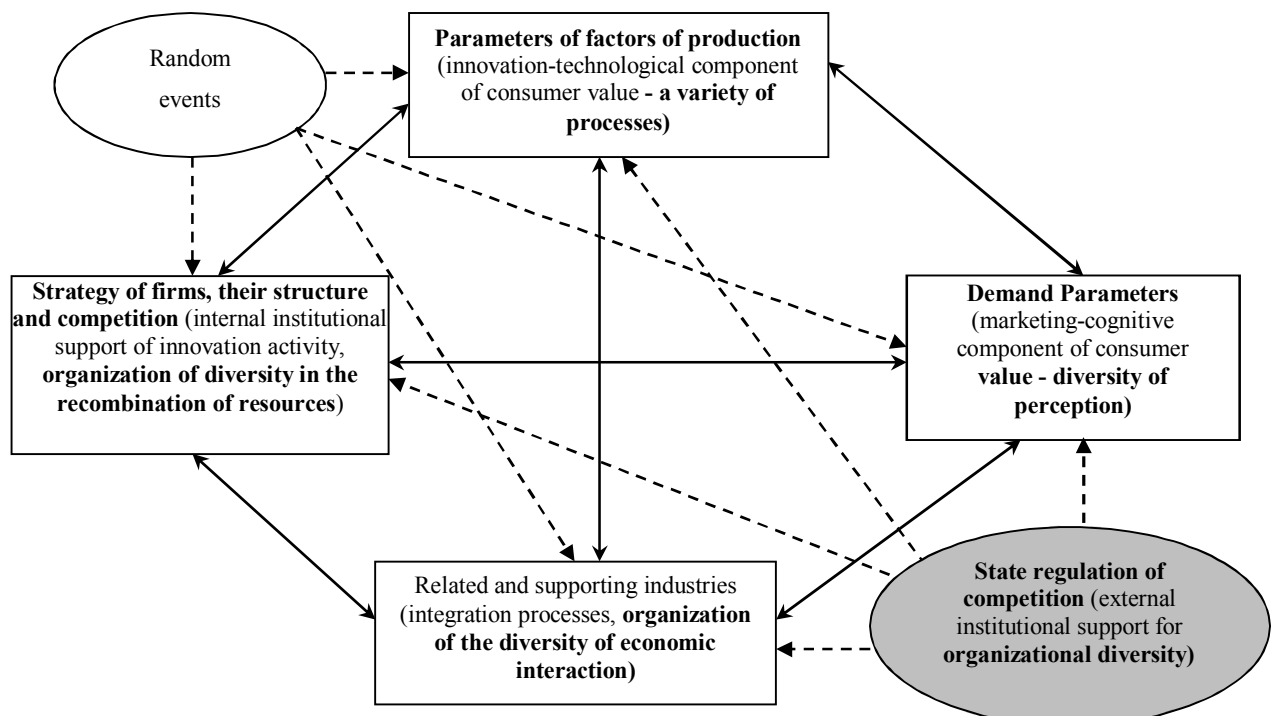 Random
events
Parameters of factors of production
(innovation-technological component
of consumer value - a variety of
processes)
Strategy of firms, their structure
and competition (internal institutional
support of innovation activity,
organization of diversity in the
recombination of resources)
Demand Parameters
(marketing-cognitive
component of consumer
value - diversity of
perception)
Related and supporting industries
(integration processes, organization
of the diversity of economic
interaction)
State regulation of
competition (external
institutional support for
organizational diversity)